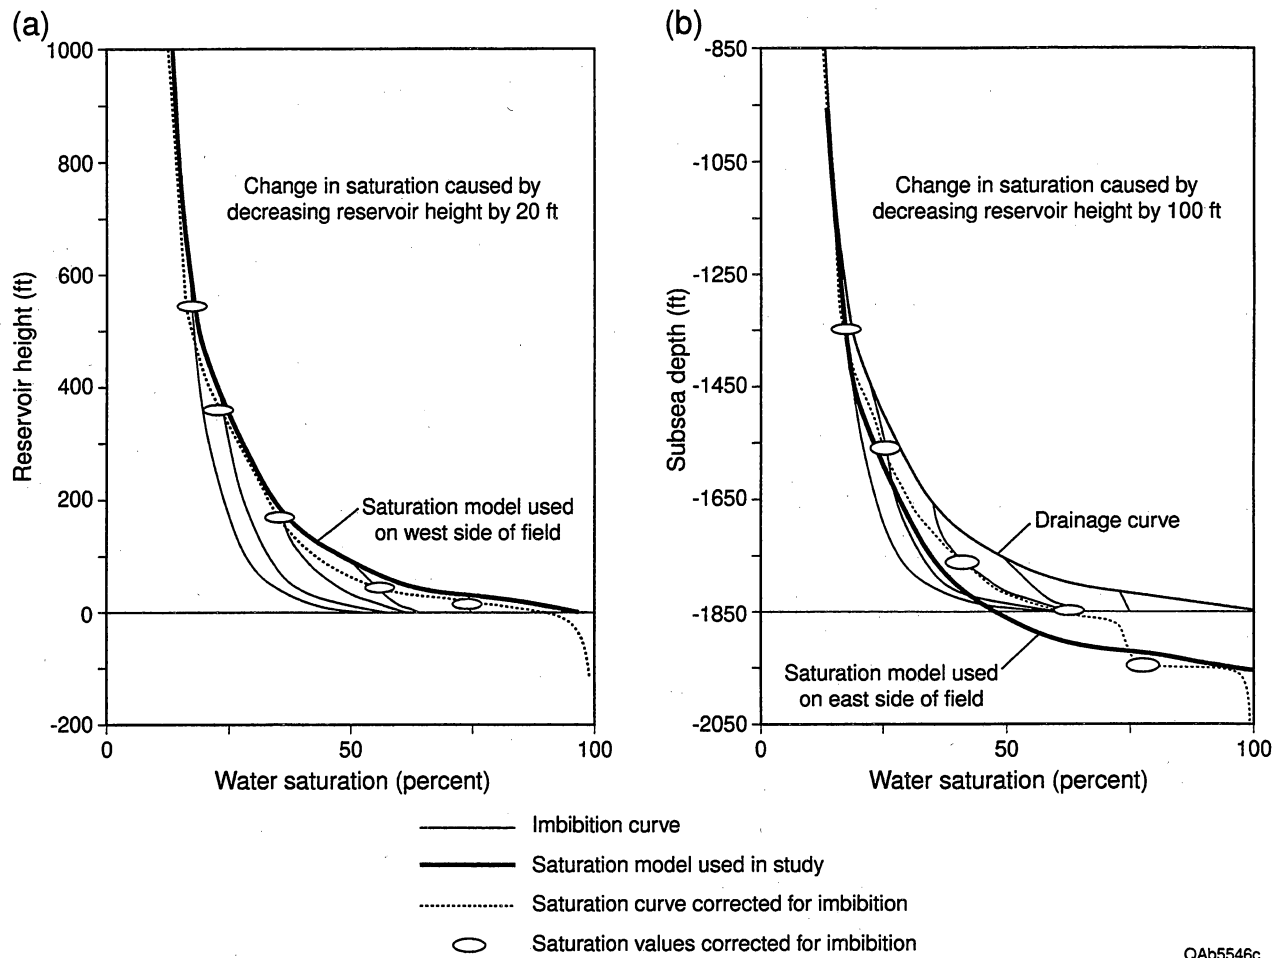 (a)
1000
800
600
400
200
0
-200
Reservoir height (ft)
Change in saturation caused by
decreasing reservoir height by 20 ft
Saturation model used
on west side of field
0
50
100
Water saturation (percent)
(b)
-850
-1050
-1250
-1450
-1650
-1850
-2050
Subsea depth (ft)
Change in saturation caused by
decreasing reservoir height by 100 ft
Drainage curve
Saturation model used
on east side of field
0
50
100
Water saturation (percent)
Imbibition curve
Saturation model used in study
Saturation curve corrected for imbibition
Saturation values corrected for imbibition
QAb5546c